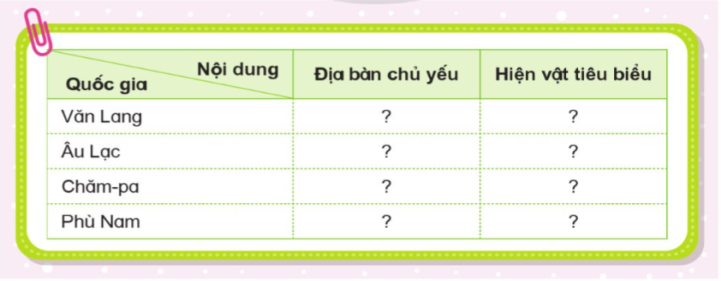 Nội dung
Quốc gia
Địa bàn chủ yếu
Hiện vật tiêu biểu
Văn Lang ? ?
Âu Lạc ? ?
Chăm-pa ? ?
Phù Nam ? ?